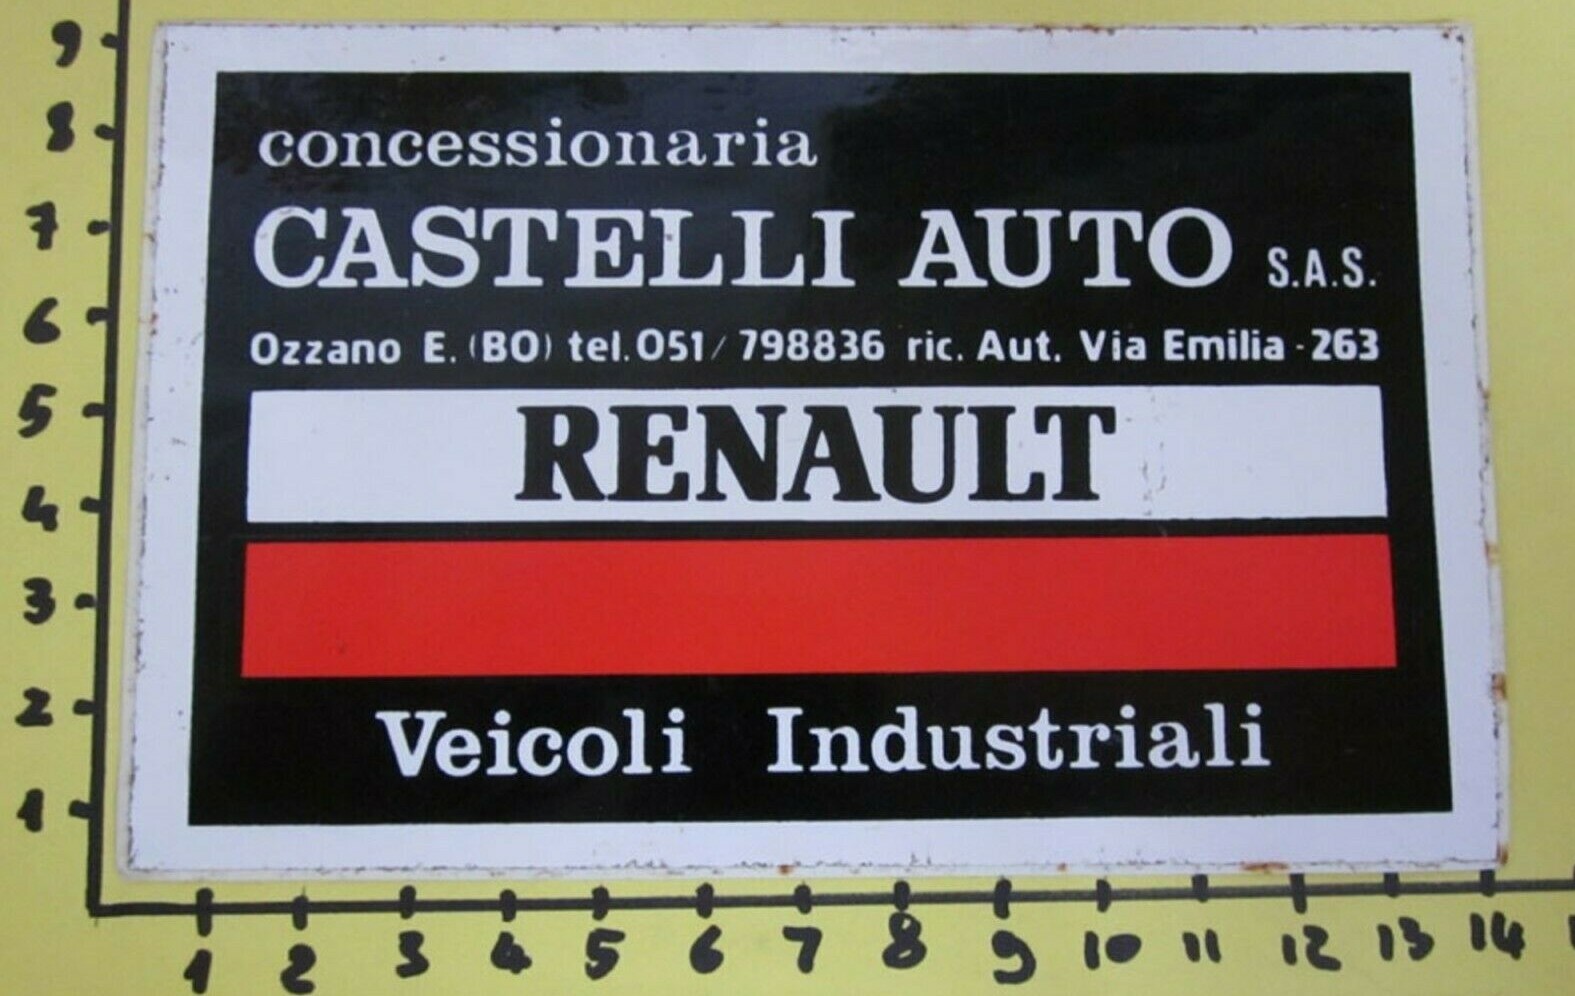 concessionaria
CASTELLI AUTO S.A.S.
Ozzano E. (BO) tel. 051/798836 ric. Aut. Via Emilia - 263
RENAULT
Veicoli Industriali
9
8
7
6
5
4
3
2
1
1 2 3 4 5 6 7 8 9 10 11 12 13 14